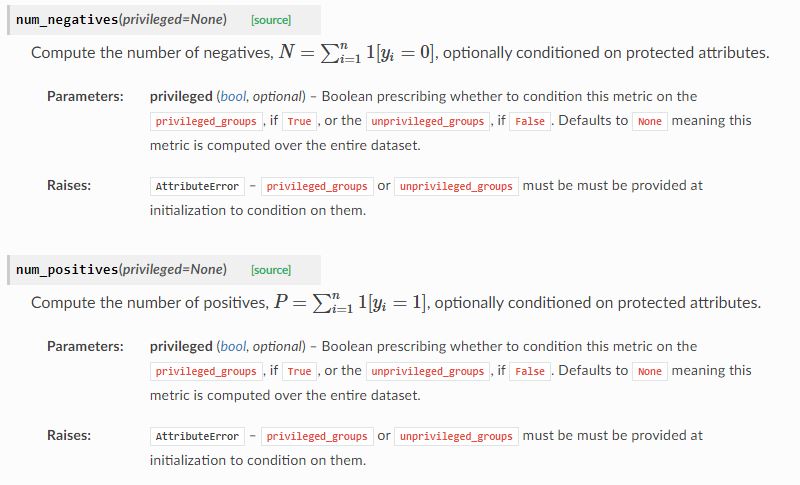 num_negatives(privileged=None) [source]
Compute the number of negatives, N = ∑ⁿᵢ₌₁ 1[yᵢ = 0], optionally conditioned on protected attributes.
Parameters: privileged (bool, optional) – Boolean prescribing whether to condition this metric on the
privileged_groups, if True, or the unprivileged_groups, if False. Defaults to None meaning this
metric is computed over the entire dataset.
Raises: AttributeError – privileged_groups or unprivileged_groups must be must be provided at
initialization to condition on them.
num_positives(privileged=None) [source]
Compute the number of positives, P = ∑ⁿᵢ₌₁ 1[yᵢ = 1], optionally conditioned on protected attributes.
Parameters: privileged (bool, optional) – Boolean prescribing whether to condition this metric on the
privileged_groups, if True, or the unprivileged_groups, if False. Defaults to None meaning this
metric is computed over the entire dataset.
Raises: AttributeError – privileged_groups or unprivileged_groups must be must be provided at
initialization to condition on them.